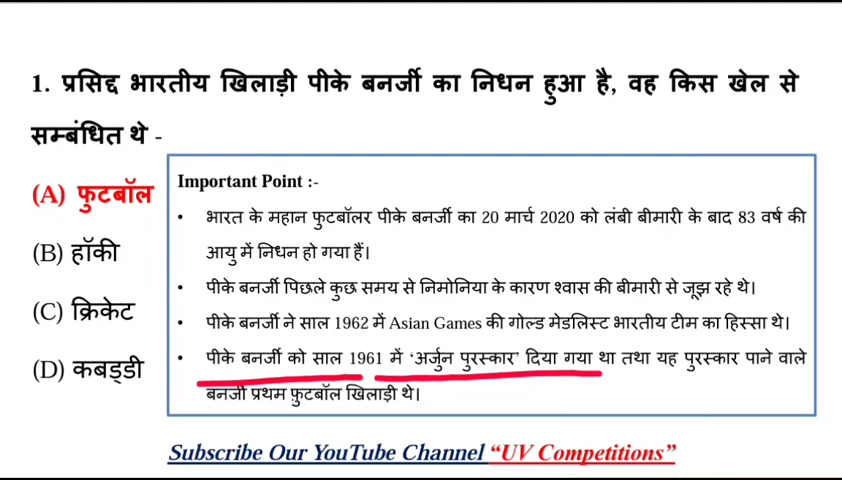 1. प्रसिद्द भारतीय खिलाड़ी पीके बनर्जी का निधन हुआ है, वह किस खेल से
सम्बंधित थे -
(A) फुटबॉल
(B) हॉकी
(C) क्रिकेट
(D) कबड्डी
Important Point :-
• भारत के महान फुटबॉलर पीके बनर्जी का 20 मार्च 2020 को लंबी बीमारी के बाद 83 वर्ष की
आयु में निधन हो गया हैं।
• पीके बनर्जी पिछले कुछ समय से निमोनिया के कारण श्वास की बीमारी से जूझ रहे थे।
• पीके बनर्जी ने साल 1962 में Asian Games की गोल्ड मेडलिस्ट भारतीय टीम का हिस्सा थे।
• पीके बनर्जी को साल 1961 में ‘अर्जुन पुरस्कार’ दिया गया था तथा यह पुरस्कार पाने वाले
बनर्जी प्रथम फुटबॉल खिलाड़ी थे।
Subscribe Our YouTube Channel “UV Competitions”